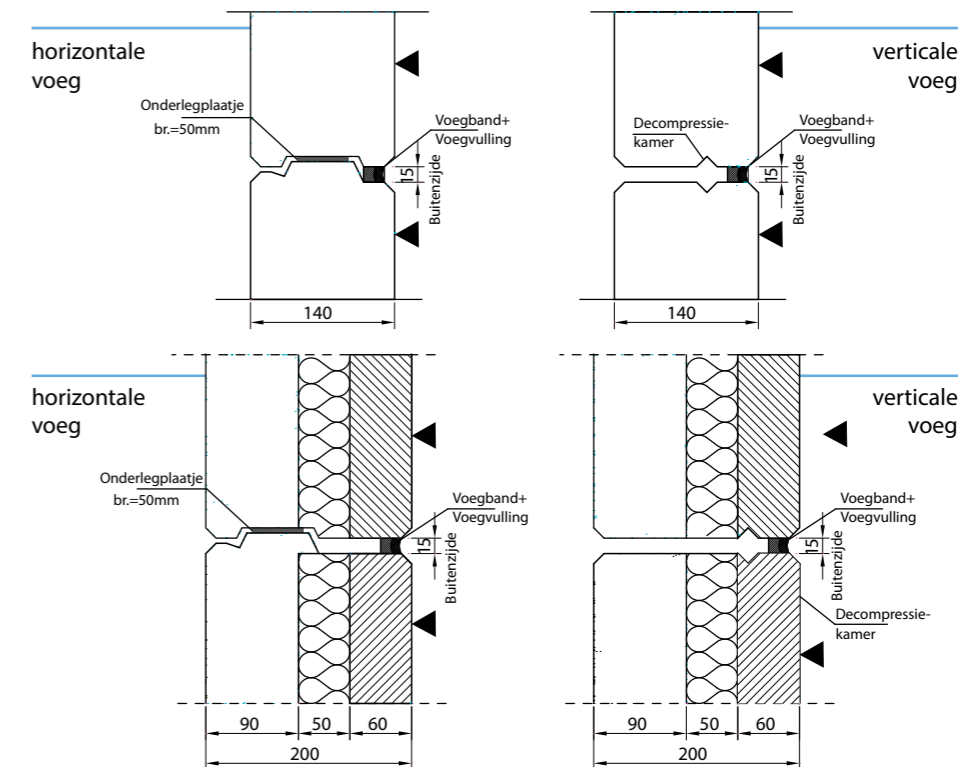 horizontale
voeg
Onderlegplaatje
br.=50mm
Voegband+
Voegvulling
15
Buitenzijde
140
verticale
voeg
Decompressie-
kamer
Voegband+
Voegvulling
15
Buitenzijde
140
horizontale
voeg
Onderlegplaatje
br.=50mm
Voegband+
Voegvulling
15
Buitenzijde
90
50
60
200
verticale
voeg
Voegband+
Voegvulling
15
Buitenzijde
Decompressie-
kamer
90
50
60
200